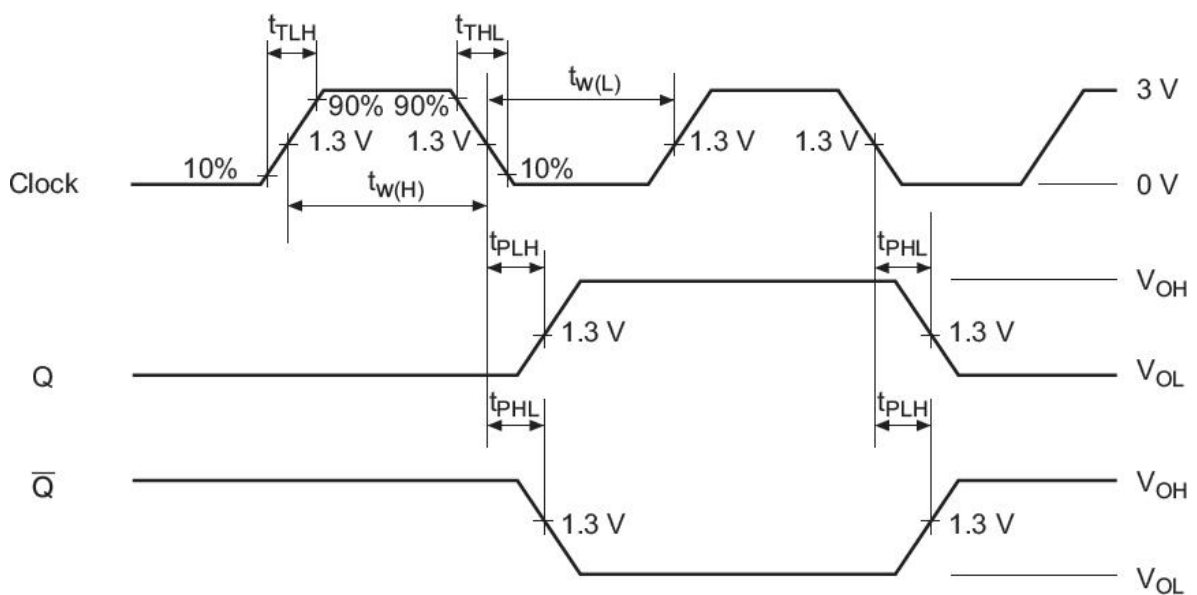 tTLH
tTHL
tw(L)
90% 90%
3 V
1.3 V 1.3 V 1.3 V 1.3 V
10% 10%
Clock
0 V
tw(H)
tPLH
tPHL
VOH
1.3 V 1.3 V
Q
VOL
tPHL
tPLH
Q̅
VOH
1.3 V 1.3 V
VOL